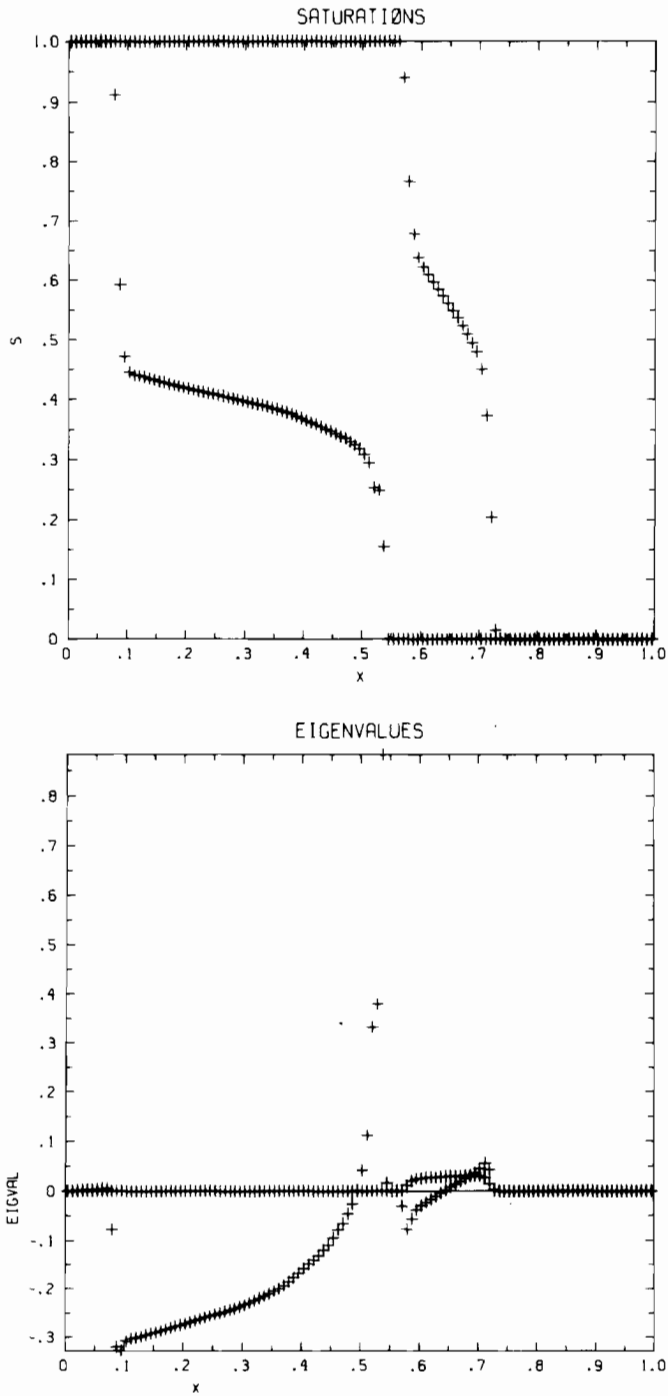 SATURATIØNS
1.0
.9
.8
.7
.6
.5
S
.4
.3
.2
.1
0
0 .1 .2 .3 .4 .5 .6 .7 .8 .9 1.0
X
EIGENVALUES
.8
.7
.6
.5
.4
.3
.2
.1
0
EIGVAL
-.1
-.2
-.3
0 .1 .2 .3 .4 .5 .6 .7 .8 .9 1.0
X